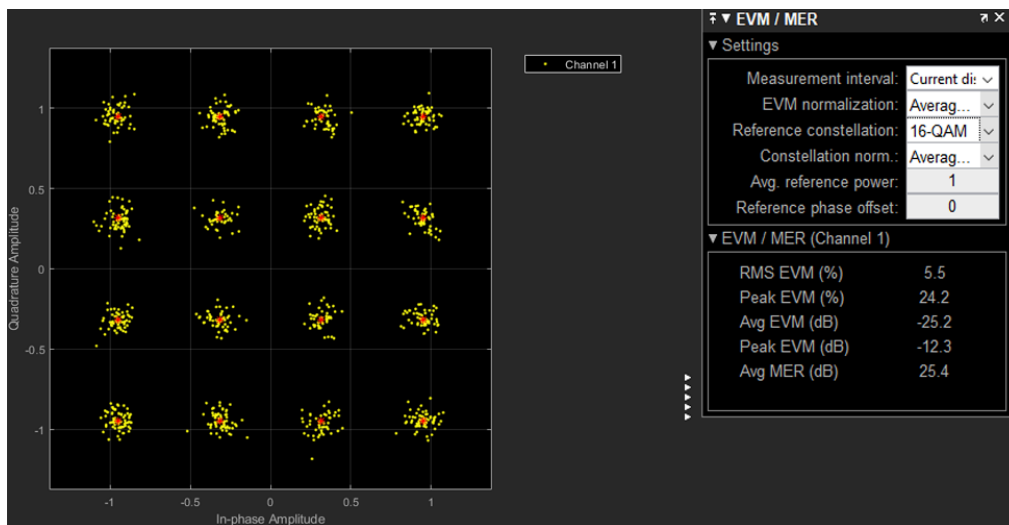 Channel 1
1
0.5
0
-0.5
-1
Quadrature Amplitude
-1
-0.5
0
0.5
1
In-phase Amplitude
EVM / MER
Settings
Measurement interval: Current di
EVM normalization: Averag...
Reference constellation: 16-QAM
Constellation norm.: Averag...
Avg. reference power: 1
Reference phase offset: 0
EVM / MER (Channel 1)
RMS EVM (%) 5.5
Peak EVM (%) 24.2
Avg EVM (dB) -25.2
Peak EVM (dB) -12.3
Avg MER (dB) 25.4